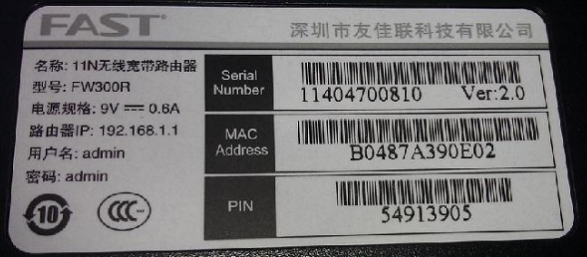 FAST 深圳市友佳联科技有限公司
名称: 11N无线宽带路由器
型号: FW300R
电源规格: 9V⎓0.6A
路由器IP: 192.168.1.1
用户名: admin
密码: admin
10
CCC
Serial Number
11404700810 Ver:2.0
MAC Address
B0487A390E02
PIN
54913905